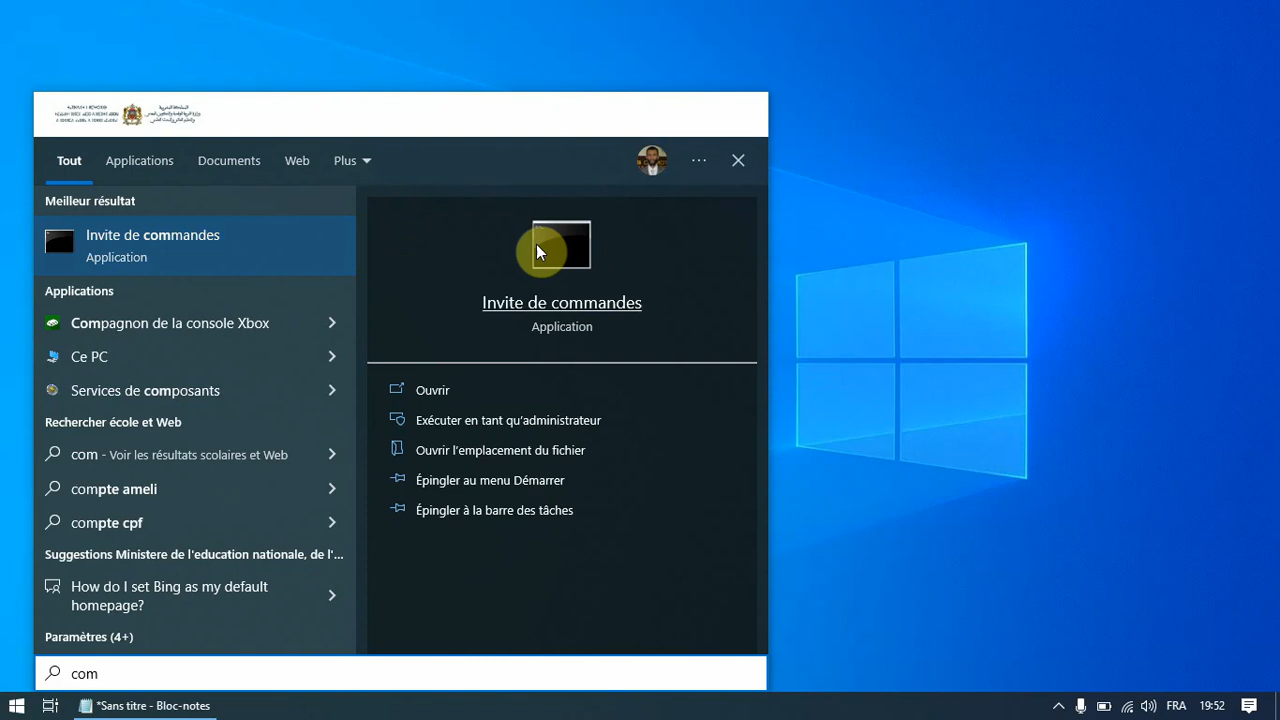 Tout
Applications
Documents
Web
Plus
Meilleur résultat
Invite de commandes
Application
Applications
Compagnon de la console Xbox
Ce PC
Services de composants
Rechercher école et Web
com - Voir les résultats scolaires et Web
compte ameli
compte cpf
Suggestions Ministere de l'education nationale, de l'...
How do I set Bing as my default
homepage?
Paramètres (4+)
com
Invite de commandes
Application
Ouvrir
Exécuter en tant qu'administrateur
Ouvrir l'emplacement du fichier
Épingler au menu Démarrer
Épingler à la barre des tâches
*Sans titre - Bloc-notes
FRA
19:52